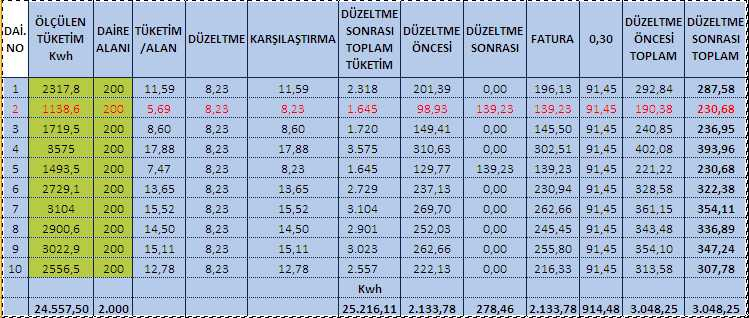 DAİ. NO ÖLÇÜLEN TÜKETİM Kwh DAİRE ALANI TÜKETİM /ALAN DÜZELTME KARŞILAŞTIRMA DÜZELTME SONRASI TOPLAM TÜKETİM DÜZELTME ÖNCESİ DÜZELTME SONRASI FATURA 0,30 DÜZELTME ÖNCESİ TOPLAM DÜZELTME SONRASI TOPLAM
1 2317,8 200 11,59 8,23 11,59 2.318 201,39 0,00 196,13 91,45 292,84 287,58
2 1138,6 200 5,69 8,23 8,23 1.645 98,93 139,23 139,23 91,45 190,38 230,68
3 1719,5 200 8,60 8,23 8,60 1.720 149,41 0,00 145,50 91,45 240,85 236,95
4 3575 200 17,88 8,23 17,88 3.575 310,63 0,00 302,51 91,45 402,08 393,96
5 1493,5 200 7,47 8,23 8,23 1.645 129,77 139,23 139,23 91,45 221,22 230,68
6 2729,1 200 13,65 8,23 13,65 2.729 237,13 0,00 230,94 91,45 328,58 322,38
7 3104 200 15,52 8,23 15,52 3.104 269,70 0,00 262,66 91,45 361,15 354,11
8 2900,6 200 14,50 8,23 14,50 2.901 252,03 0,00 245,45 91,45 343,48 336,89
9 3022,9 200 15,11 8,23 15,11 3.023 262,66 0,00 255,80 91,45 354,10 347,24
10 2556,5 200 12,78 8,23 12,78 2.557 222,13 0,00 216,33 91,45 313,58 307,78
Kwh
24.557,50 2.000 25.216,11 2.133,78 278,46 2.133,78 914,48 3.048,25 3.048,25